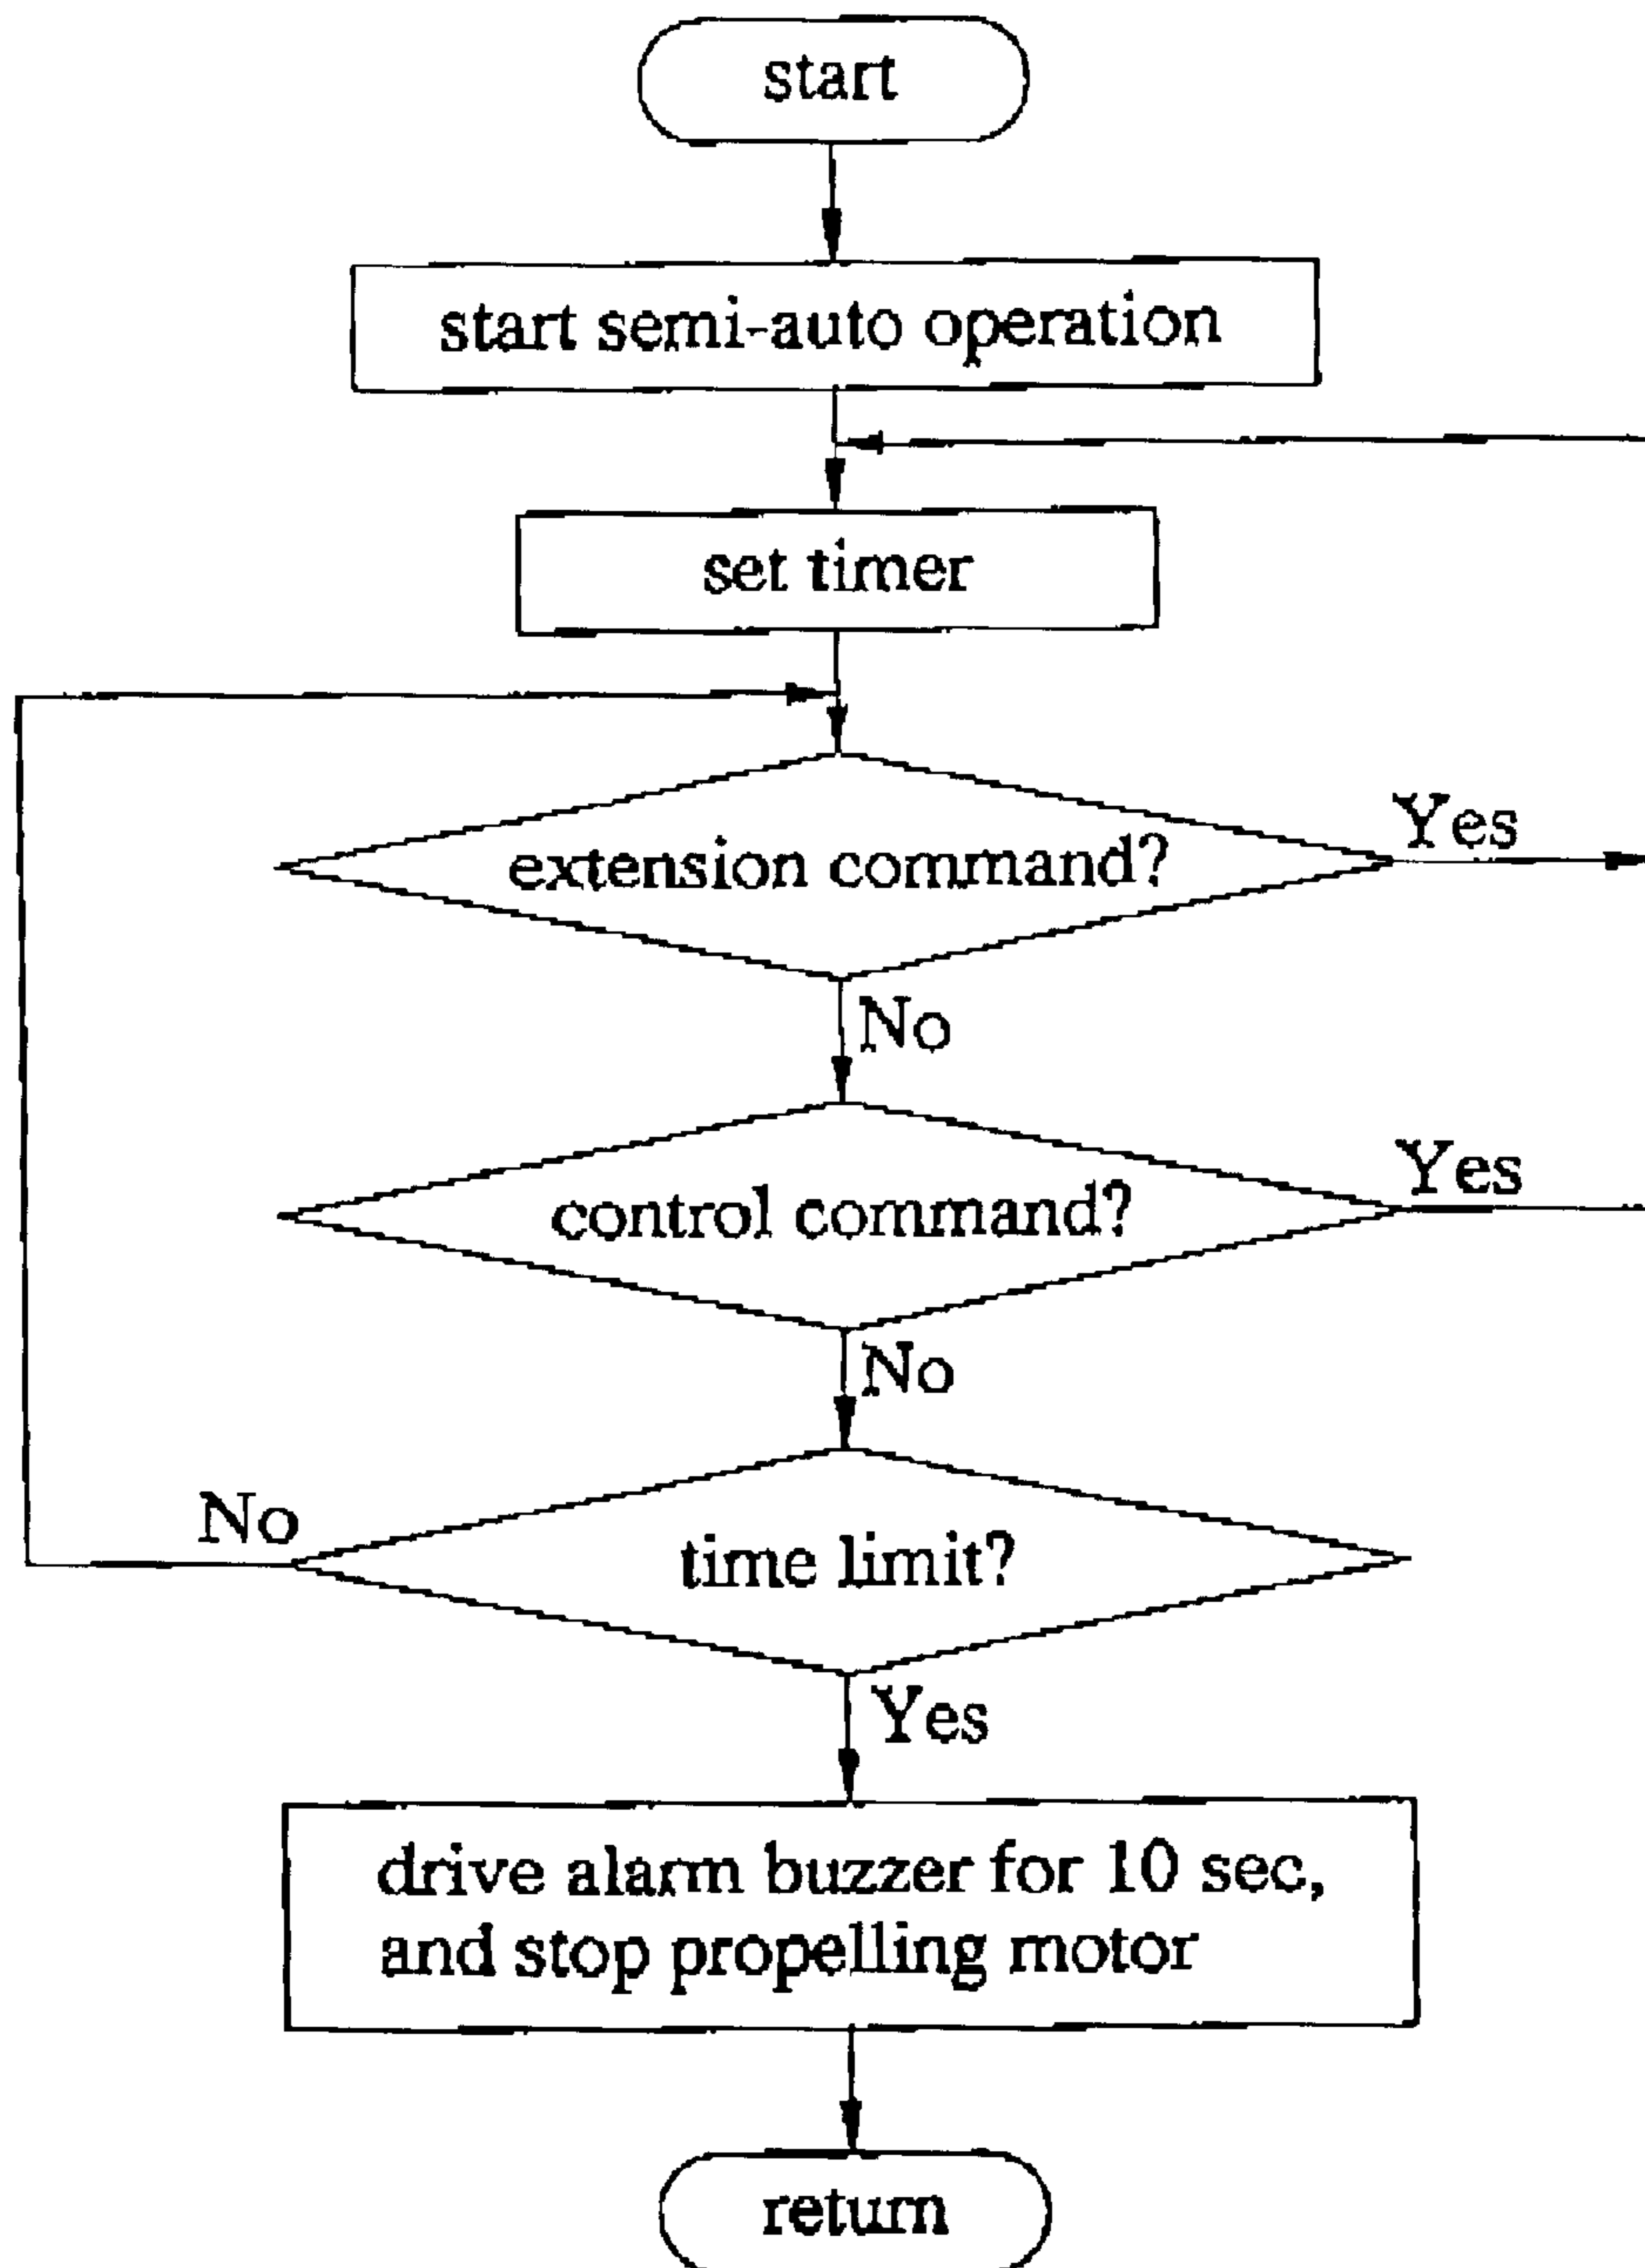 start
start semi-auto operation
set timer
extension command?
Yes
No
control command?
Yes
No
time limit?
No
Yes
drive alarm buzzer for 10 sec,
and stop propelling motor
return